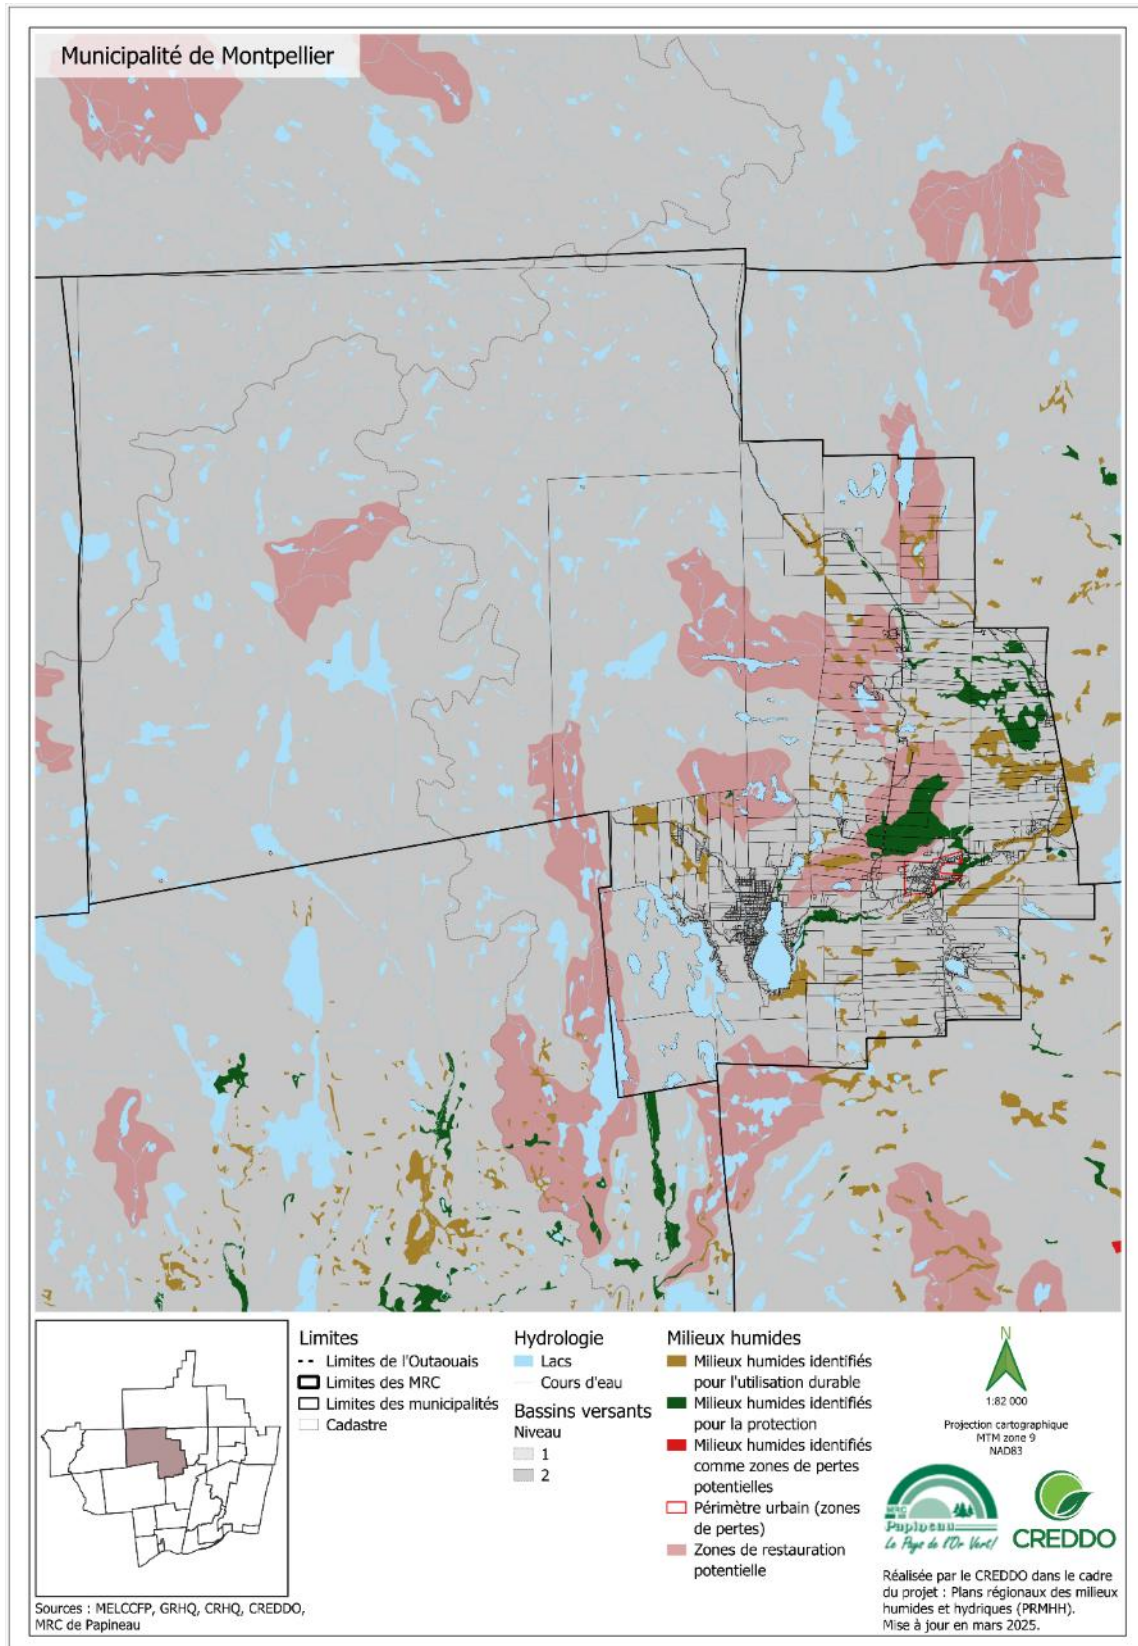 Municipalité de Montpellier
Limites
Limites de l'Outaouais
Limites des MRC
Limites des municipalités
Cadastre
Hydrologie
Lacs
Cours d'eau
Bassins versants
Niveau
1
2
Milieux humides
Milieux humides identifiés
pour l'utilisation durable
Milieux humides identifiés
pour la protection
Milieux humides identifiés
comme zones de pertes
potentielles
Périmètre urbain (zones
de pertes)
Zones de restauration
potentielle
N
1:82 000
Projection cartographique
MTM zone 9
NAD83
MRC
Papineau
Le Pays de l'Or Vert!
CREDDO
Réalisée par le CREDDO dans le cadre
du projet : Plans régionaux des milieux
humides et hydriques (PRMHH).
Mise à jour en mars 2025.
Sources : MELCCFP, GRHQ, CRHQ, CREDDO,
MRC de Papineau